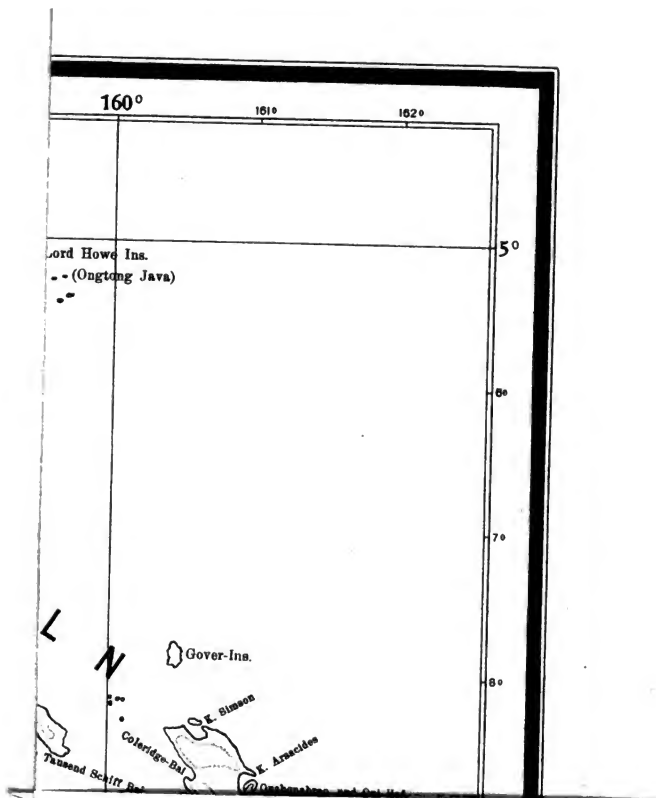 160° 161° 162°
5°
Lord Howe Ins.
(Ongtong Java)
6°
7°
L N
Gover-Ins.
8°
K. Simson
Coleridge-Bai
K. Arsacides
Tausend Schiff Bai
and